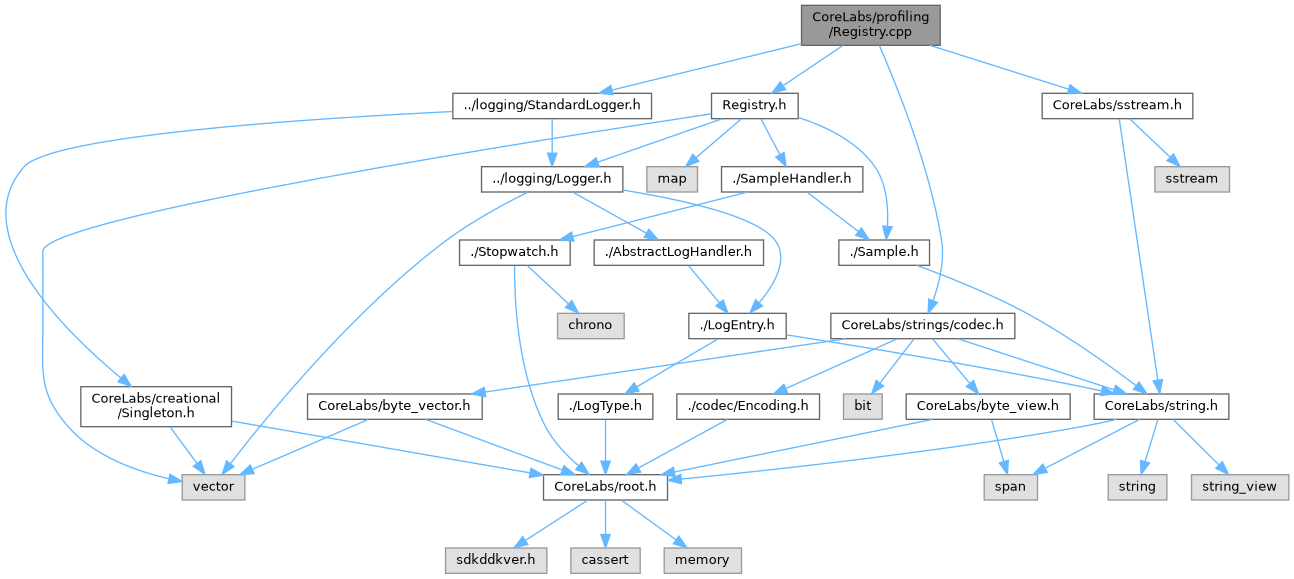 CoreLabs/profiling
/Registry.cpp
../logging/StandardLogger.h
Registry.h
CoreLabs/sstream.h
../logging/Logger.h
map
./SampleHandler.h
sstream
./Stopwatch.h
./AbstractLogHandler.h
./Sample.h
chrono
./LogEntry.h
CoreLabs/strings/codec.h
CoreLabs/creational
/Singleton.h
CoreLabs/byte_vector.h
./LogType.h
./codec/Encoding.h
bit
CoreLabs/byte_view.h
CoreLabs/string.h
vector
CoreLabs/root.h
span
string
string_view
sdkddkver.h
cassert
memory